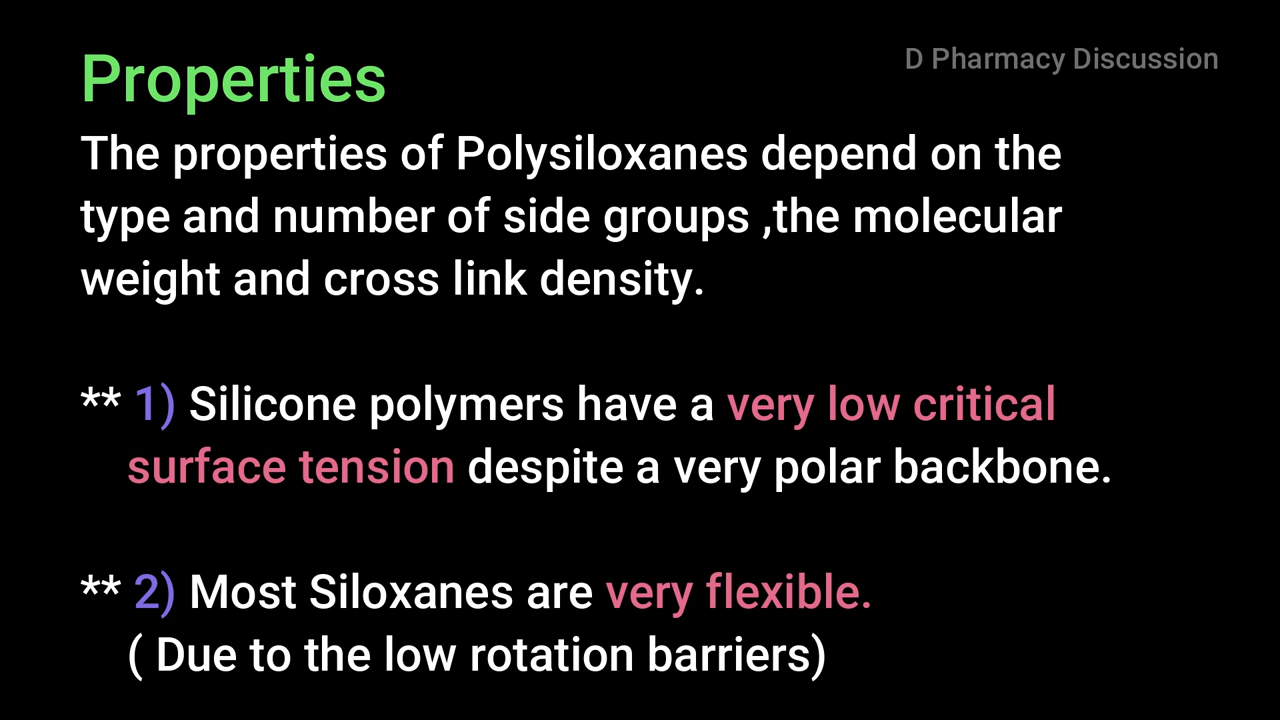 Properties
D Pharmacy Discussion
The properties of Polysiloxanes depend on the
type and number of side groups ,the molecular
weight and cross link density.
** 1) Silicone polymers have a very low critical
surface tension despite a very polar backbone.
** 2) Most Siloxanes are very flexible.
( Due to the low rotation barriers)